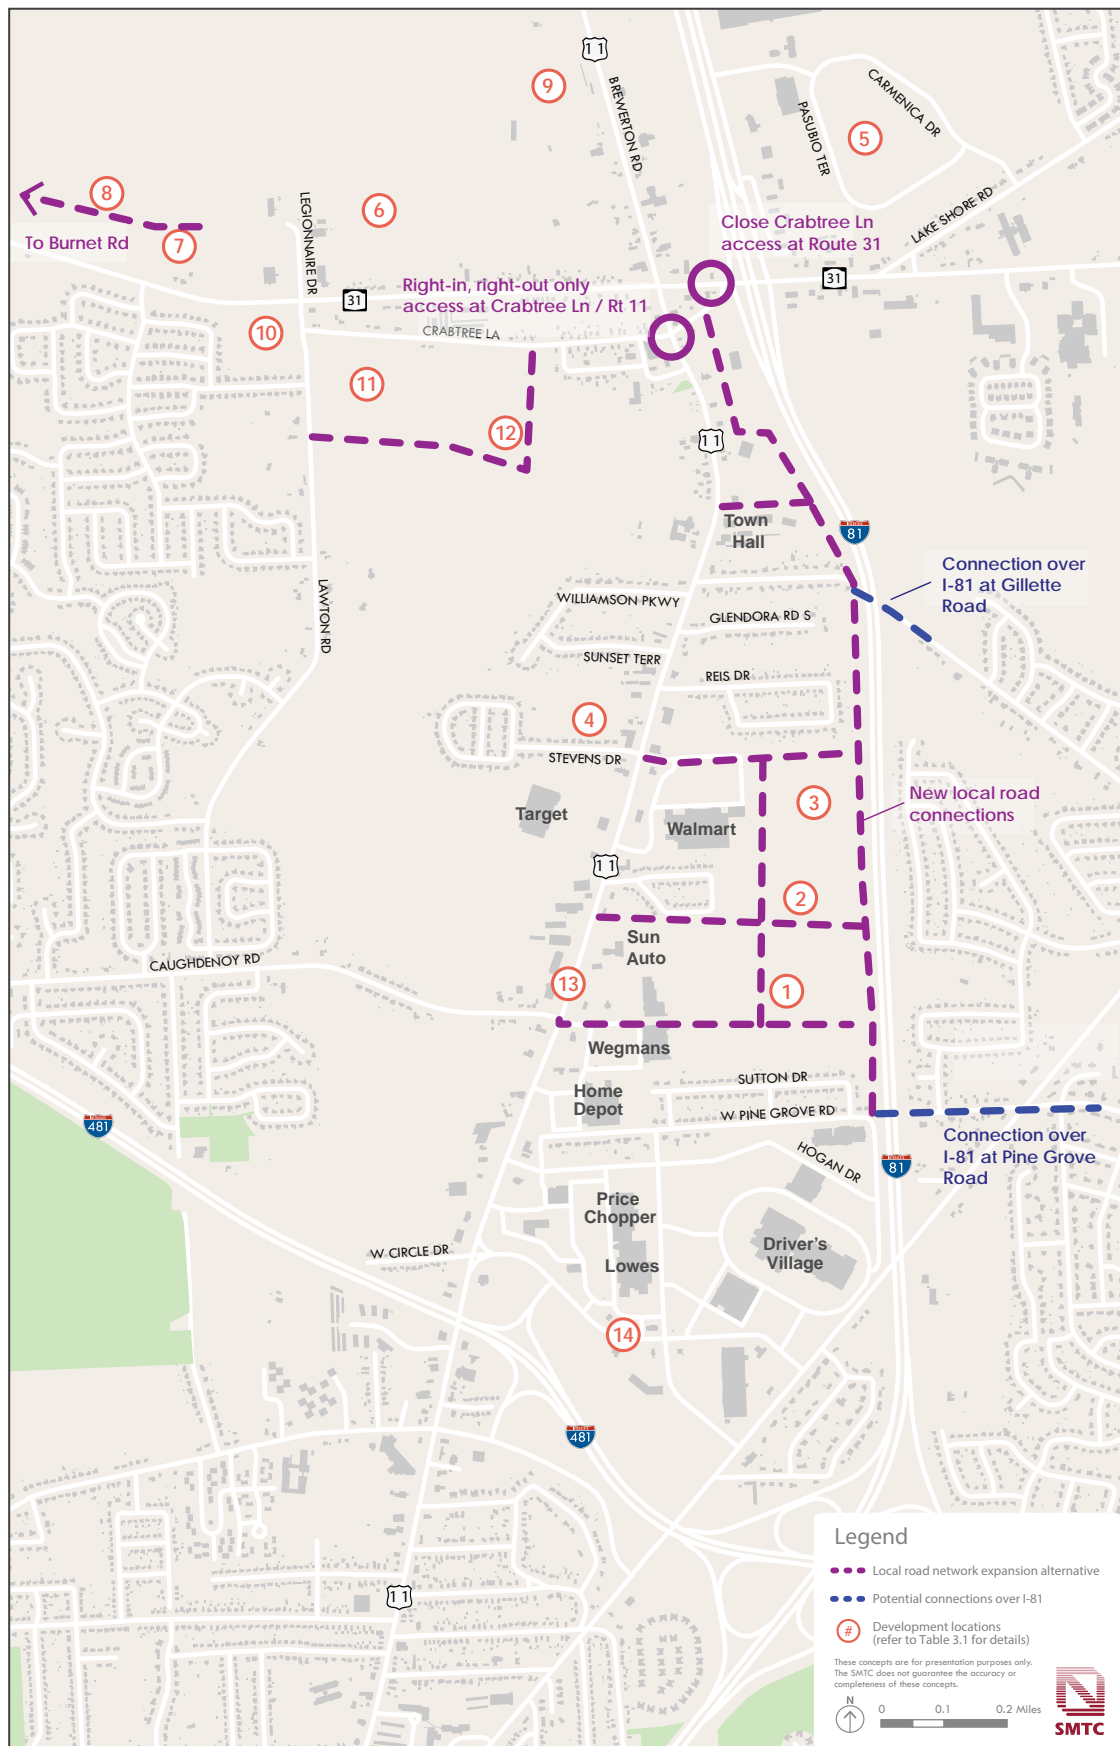 11
BREWERTON RD
9
CARMENICA DR
PASUBIO TER
5
LAKE SHORE RD
8
7
To Burnet Rd
LEGIONNAIRE DR
6
Close Crabtree Ln
access at Route 31
31
31
Right-in, right-out only
access at Crabtree Ln / Rt 11
CRABTREE LA
10
11
12
11
Town
Hall
81
Connection over
I-81 at Gillette
Road
LAWTON RD
WILLIAMSON PKWY
GLENDORA RD S
SUNSET TERR
REIS DR
4
STEVENS DR
3
New local road
connections
Target
Walmart
11
2
Sun
Auto
CAUGHDENOY RD
13
1
Wegmans
SUTTON DR
Home
Depot
W PINE GROVE RD
481
Connection over
I-81 at Pine Grove
Road
HOGAN DR
81
Price
Chopper
Driver's
Village
W CIRCLE DR
Lowes
14
481
11
Legend
Local road network expansion alternative
Potential connections over I-81
#
Development locations
(refer to Table 3.1 for details)
These concepts are for presentation purposes only.
The SMTC does not guarantee the accuracy or
completeness of these concepts.
N
0 0.1 0.2 Miles
SMTC